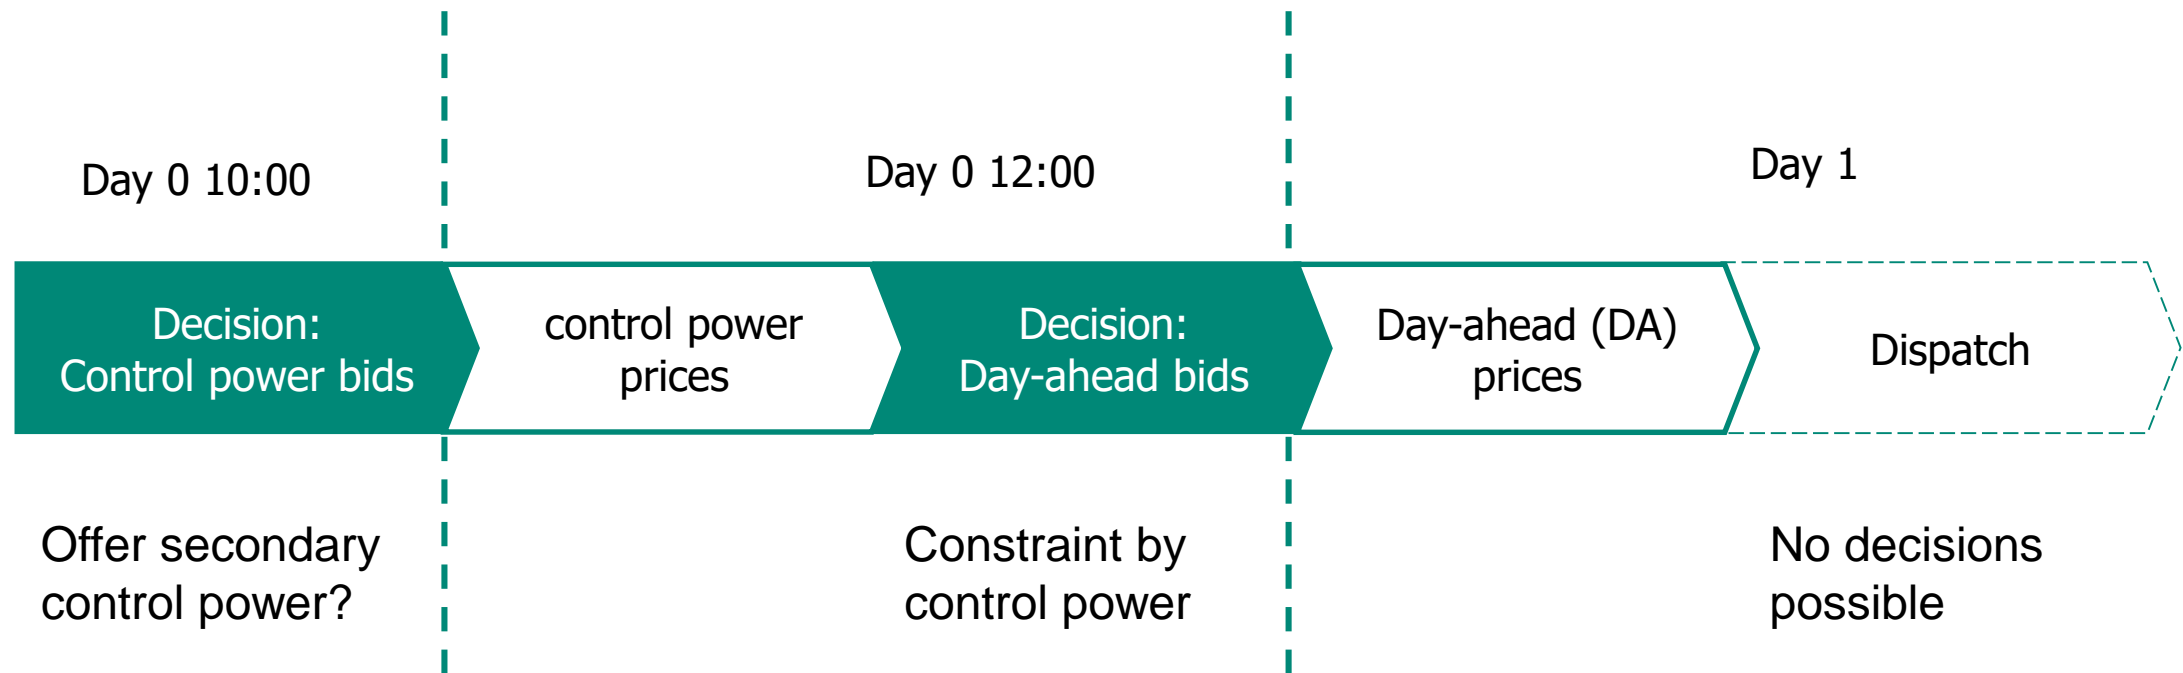 Day 0 10:00
Day 0 12:00
Day 1
Decision:
Control power bids
control power
prices
Decision:
Day-ahead bids
Day-ahead (DA)
prices
Dispatch
Offer secondary
control power?
Constraint by
control power
No decisions
possible